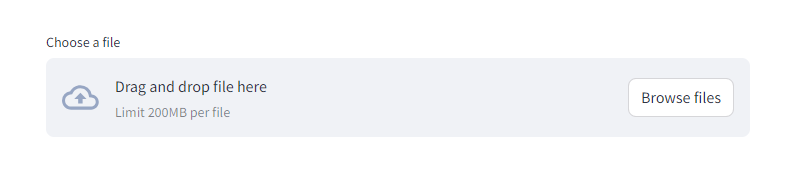 Choose a file
Drag and drop file here
Limit 200MB per file
Browse files